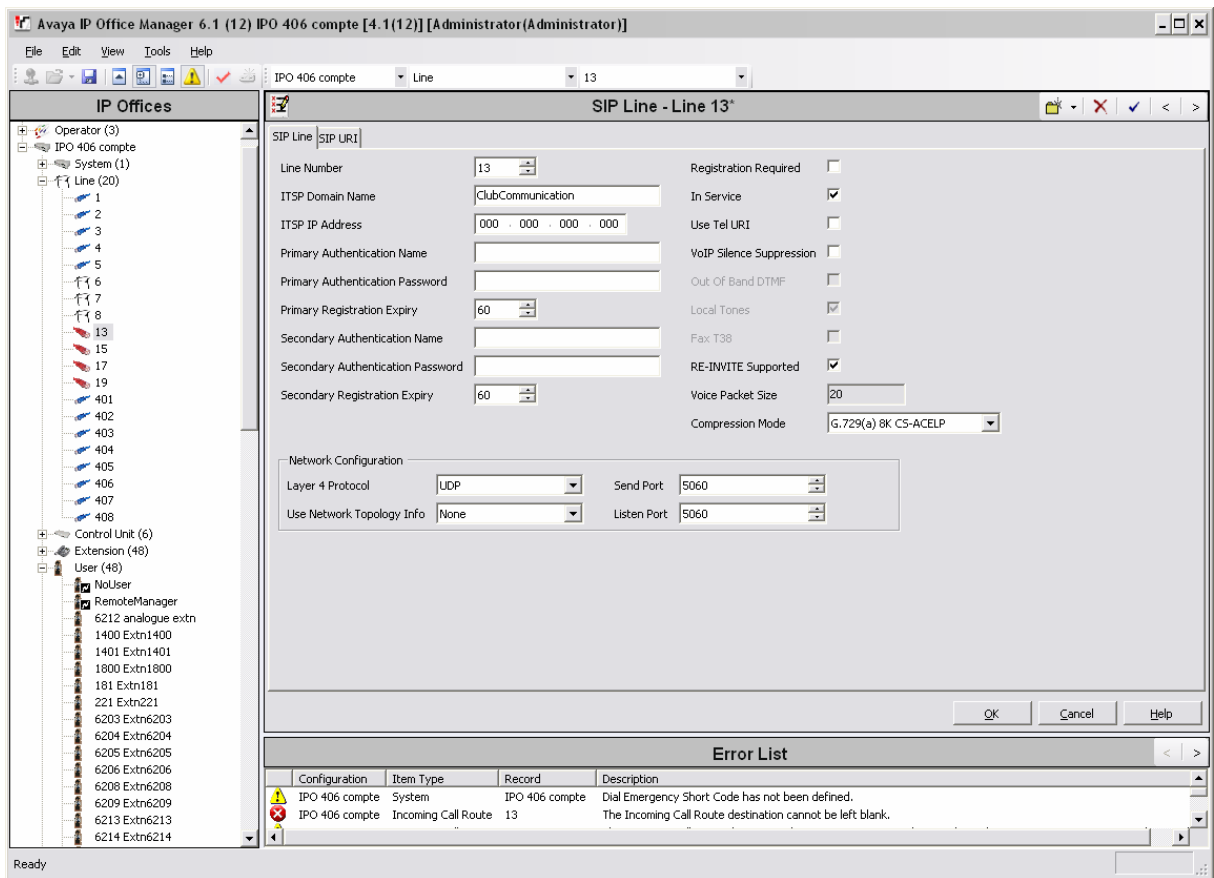 Avaya IP Office Manager 6.1 (12) IPO 406 compte [4.1(12)] [Administrator(Administrator)]
File Edit View Tools Help
IPO 406 compte Line 13
IP Offices
Operator (3)
IPO 406 compte
System (1)
Line (20)
1
2
3
4
5
6
7
8
13
15
17
19
401
402
403
404
405
406
407
408
Control Unit (6)
Extension (48)
User (48)
NoUser
RemoteManager
6212 analogue extn
1400 Extn1400
1401 Extn1401
1800 Extn1800
181 Extn181
221 Extn221
6203 Extn6203
6204 Extn6204
6205 Extn6205
6206 Extn6206
6208 Extn6208
6209 Extn6209
6213 Extn6213
6214 Extn6214
SIP Line - Line 13*
SIP Line SIP URI
Line Number 13 Registration Required
ITSP Domain Name ClubCommunication In Service
ITSP IP Address 000 . 000 . 000 . 000 Use Tel URI
Primary Authentication Name VoIP Silence Suppression
Primary Authentication Password Out Of Band DTMF
Primary Registration Expiry 60 Local Tones
Secondary Authentication Name Fax T38
Secondary Authentication Password RE-INVITE Supported
Secondary Registration Expiry 60 Voice Packet Size 20
Compression Mode G.729(a) 8K CS-ACELP
Network Configuration
Layer 4 Protocol UDP Send Port 5060
Use Network Topology Info None Listen Port 5060
OK Cancel Help
Error List
Configuration Item Type Record Description
IPO 406 compte System IPO 406 compte Dial Emergency Short Code has not been defined.
IPO 406 compte Incoming Call Route 13 The Incoming Call Route destination cannot be left blank.
Ready